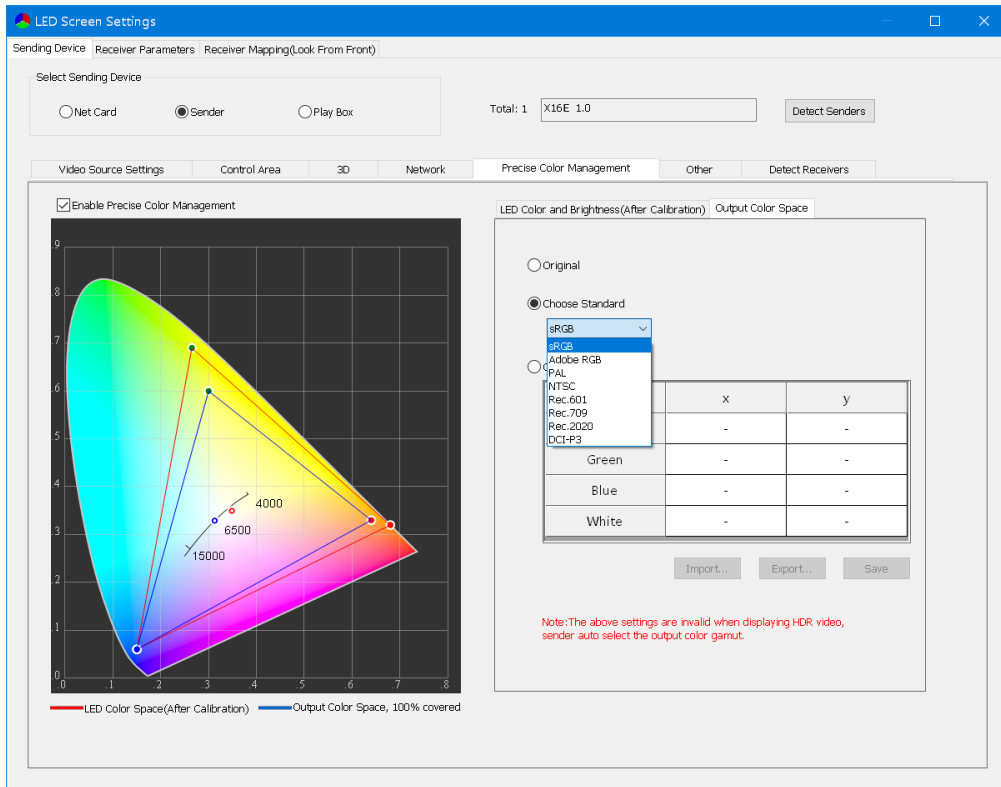 LED Screen Settings
Sending Device Receiver Parameters Receiver Mapping(Look From Front)
Select Sending Device
Net Card Sender Play Box
Total: 1 X16E 1.0 Detect Senders
Video Source Settings Control Area 3D Network Precise Color Management Other Detect Receivers
Enable Precise Color Management
LED Color and Brightness(After Calibration) Output Color Space
Original
Choose Standard
sRGB
sRGB
Adobe RGB
PAL
NTSC
Rec.601
Rec.709
Rec.2020
DCI-P3
x y
- -
Green - -
Blue - -
White - -
Import... Export... Save
Note:The above settings are invalid when displaying HDR video,
sender auto select the output color gamut.
.9
.8
.7
.6
.5
.4
.3
.2
.1
.0
.0 .1 .2 .3 .4 .5 .6 .7 .8
4000
6500
15000
LED Color Space(After Calibration) Output Color Space, 100% covered